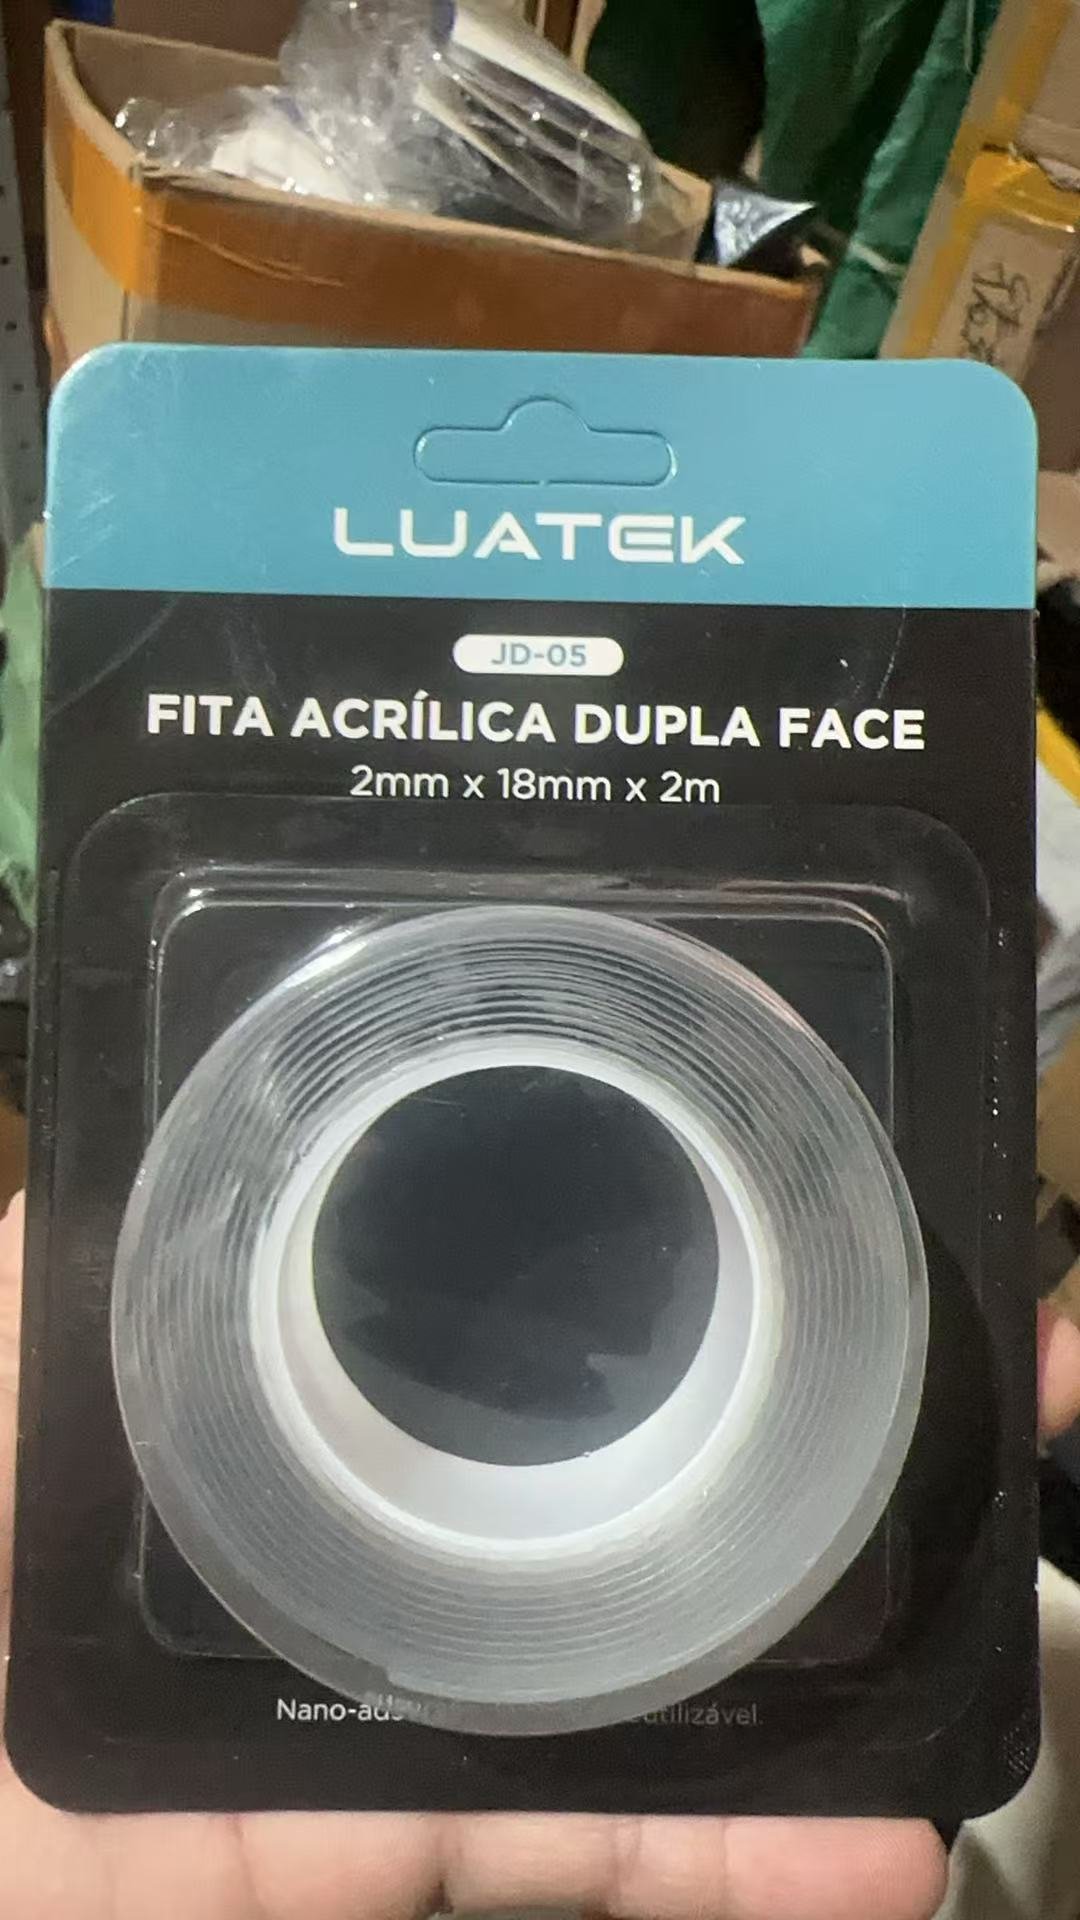 LUATEK
JD-05
FITA ACRÍLICA DUPLA FACE
2mm x 18mm x 2m